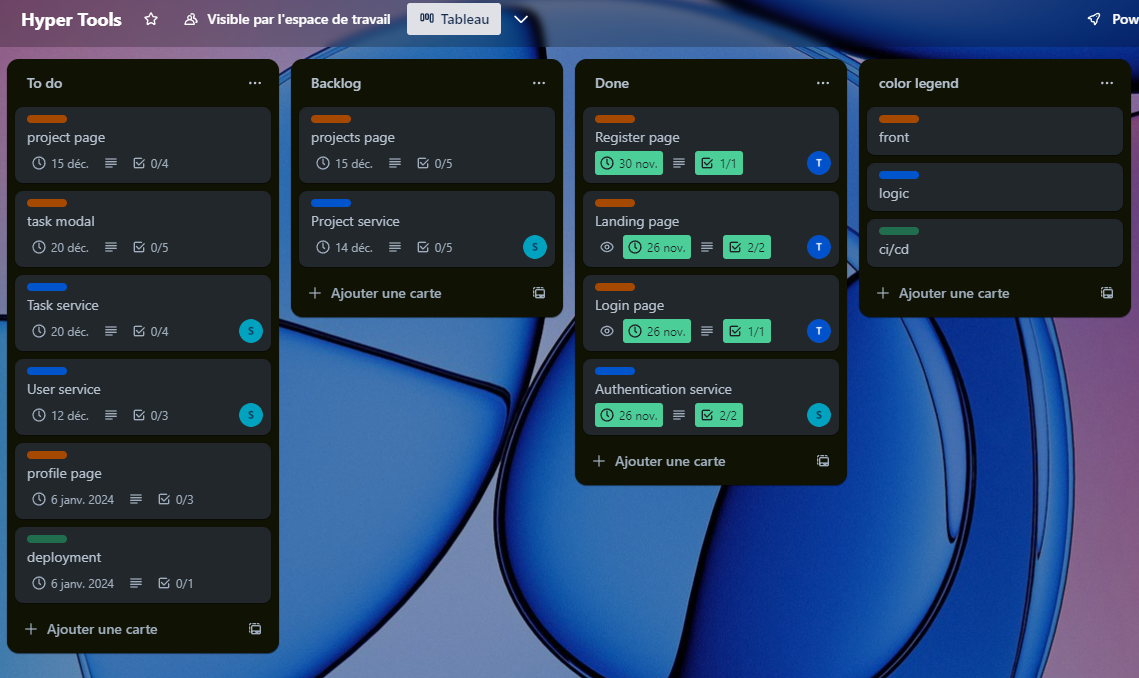 Hyper Tools
Visible par l'espace de travail
Tableau
Pow
To do
project page
15 déc.
0/4
task modal
20 déc.
0/5
Task service
20 déc.
0/4
S
User service
12 déc.
0/3
S
profile page
6 janv. 2024
0/3
deployment
6 janv. 2024
0/1
Ajouter une carte
Backlog
projects page
15 déc.
0/5
Project service
14 déc.
0/5
S
Ajouter une carte
Done
Register page
30 nov.
1/1
T
Landing page
26 nov.
2/2
T
Login page
26 nov.
1/1
T
Authentication service
26 nov.
2/2
S
Ajouter une carte
color legend
front
logic
ci/cd
Ajouter une carte